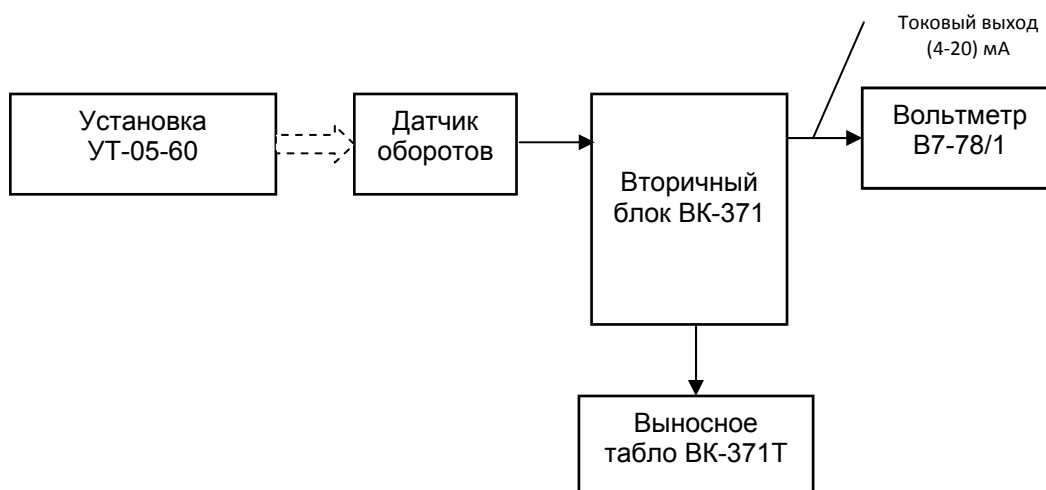 Токовый выход
(4-20) мА
Установка
УТ-05-60
Датчик
оборотов
Вторичный
блок ВК-371
Вольтметр
В7-78/1
Выносное
табло ВК-371Т